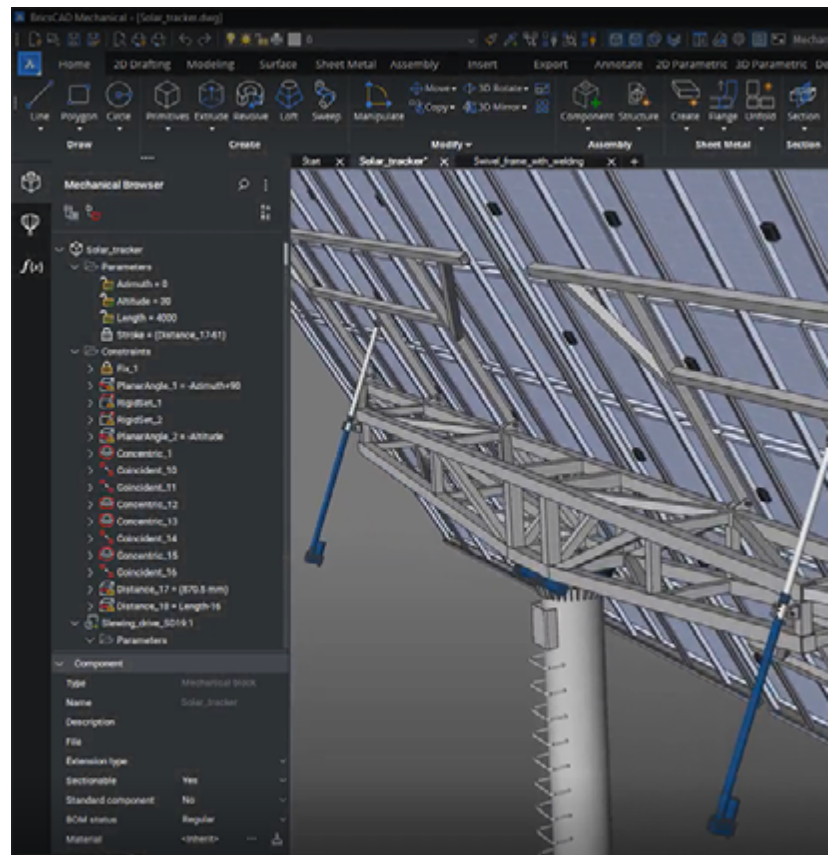 BricsCAD Mechanical - [Solar_tracker.dwg]
0
Mechani
Home 2D Drafting Modeling Surface Sheet Metal Assembly Insert Export Annotate 2D Parametric 3D Parametric De
Line Polygon Circle Primitives Extrude Revolve Loft Sweep Manipulate Move 3D Rotate Component Structure Create Flange Unfold Section
Copy 3D Mirror
Draw Create Modify Assembly Sheet Metal Section
Start Solar_tracker* Swivel_frame_with_welding
Mechanical Browser
f(x)
Solar_tracker
Parameters
Azimuth = 0
Altitude = 30
Length = 4000
Stroke = (Distance_17-61)
Constraints
Fix_1
PlanarAngle_1 = -Azimuth+90
RigidSet_1
RigidSet_2
PlanarAngle_2 = -Altitude
Concentric_1
Coincident_10
Coincident_11
Concentric_12
Concentric_13
Coincident_14
Concentric_15
Coincident_16
Distance_17 = (870.5 mm)
Distance_18 = Length-16
Slewing_drive_SD19:1
Parameters
Component
Type Mechanical block
Name Solar_tracker
Description
File
Extension type
Sectionable Yes
Standard component No
BOM status Regular
Material <Inherit>